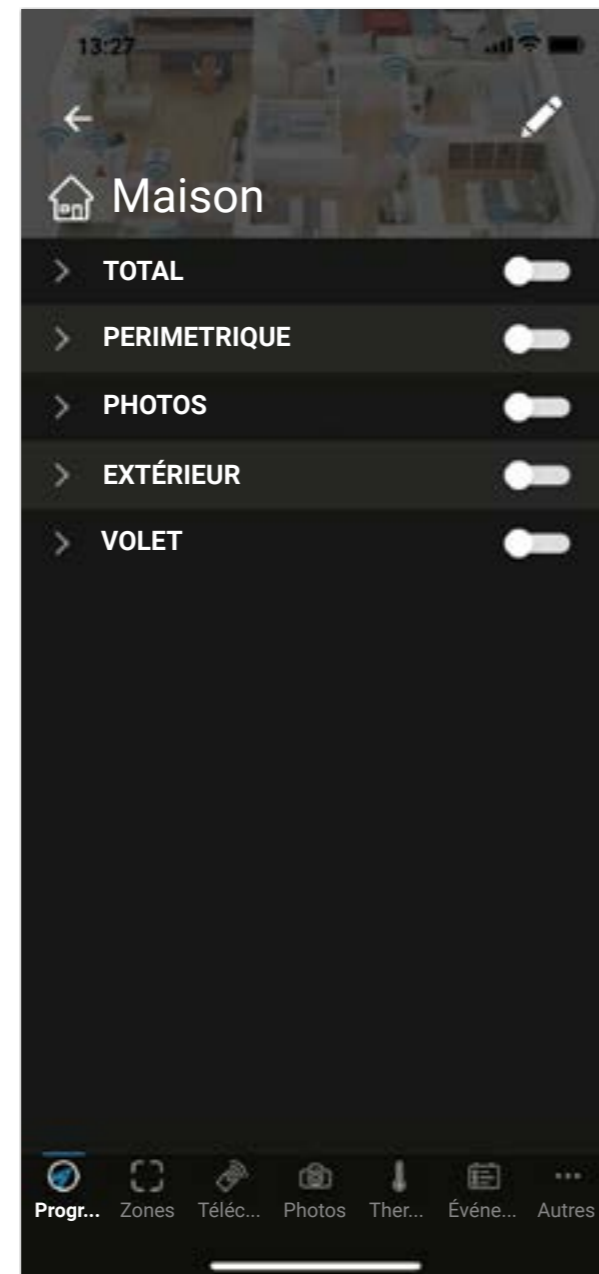 13:27
Maison
TOTAL
PERIMETRIQUE
PHOTOS
EXTÉRIEUR
VOLET
Progr... Zones Téléc... Photos Ther... Événe... Autres